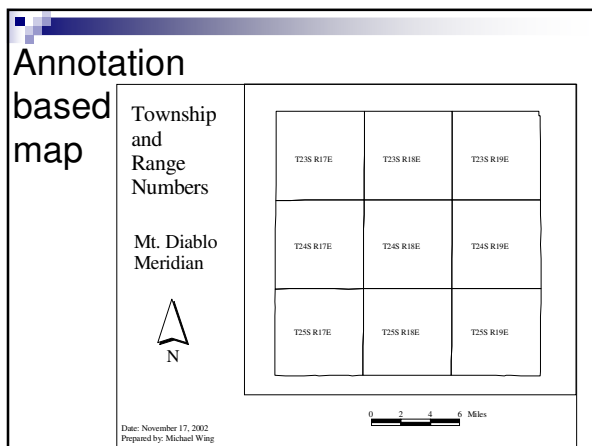 Annotation
based
map
Township
and
Range
Numbers
Mt. Diablo
Meridian
N
Date: November 17, 2002
Prepared by: Michael Wing
T23S R17E T23S R18E T23S R19E
T24S R17E T24S R18E T24S R19E
T25S R17E T25S R18E T25S R19E
0 2 4 6 Miles